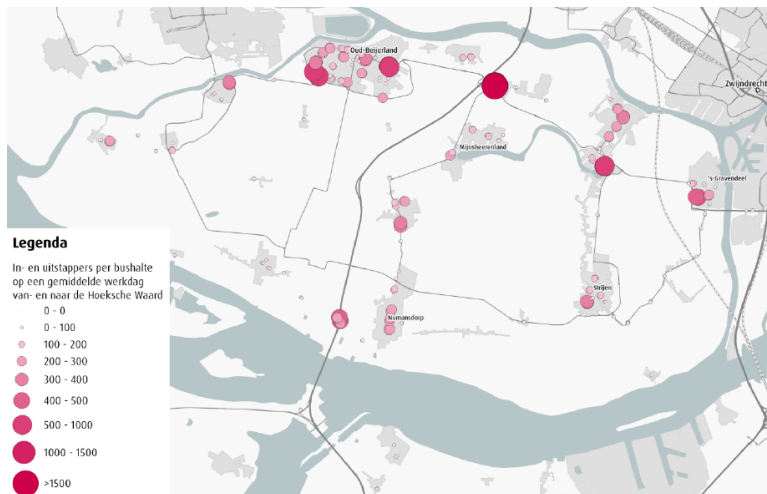 Oud-Beijerland
Zwijndrecht
Mijnsheerenland
's-Gravendeel
Strijen
Numansdorp
Legenda
In- en uitstappers per bushalte
op een gemiddelde werkdag
van- en naar de Hoeksche Waard
0 - 0
0 - 100
100 - 200
200 - 300
300 - 400
400 - 500
500 - 1000
1000 - 1500
>1500